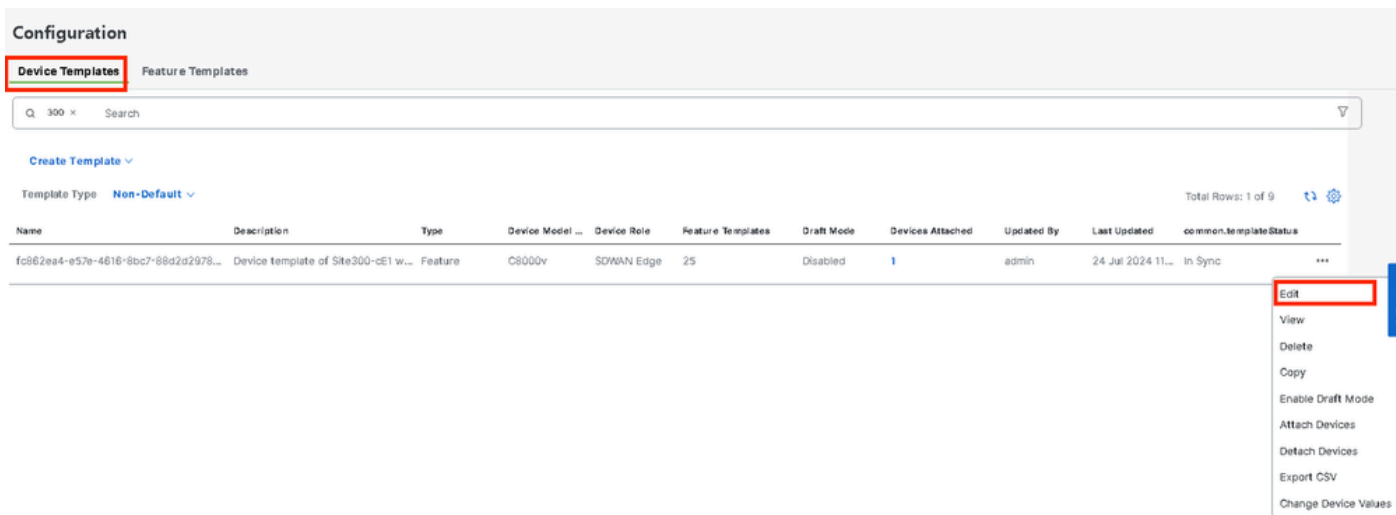 Configuration
Device Templates Feature Templates
300 × Search
Create Template
Template Type Non-Default Total Rows: 1 of 9
Name Description Type Device Model ... Device Role Feature Templates Draft Mode Devices Attached Updated By Last Updated common.templateStatus
fc862ea4-e57e-4616-8bc7-88d2d2978... Device template of Site300-cE1 w... Feature C8000v SDWAN Edge 25 Disabled 1 admin 24 Jul 2024 11... In Sync ...
Edit
View
Delete
Copy
Enable Draft Mode
Attach Devices
Detach Devices
Export CSV
Change Device Values